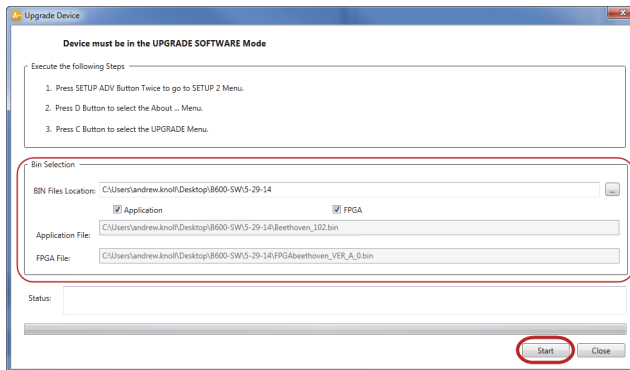 Upgrade Device
Device must be in the UPGRADE SOFTWARE Mode
Execute the following Steps
1. Press SETUP ADV Button Twice to go to SETUP 2 Menu.
2. Press D Button to select the About ... Menu.
3. Press C Button to select the UPGRADE Menu.
Bin Selection
BIN Files Location: C:\Users\andrew.knoll\Desktop\B600-SW\5-29-14 ...
Application FPGA
Application File: C:\Users\andrew.knoll\Desktop\B600-SW\5-29-14\Beethoven_102.bin
FPGA File: C:\Users\andrew.knoll\Desktop\B600-SW\5-29-14\FPGAbeethoven_VER_A_0.bin
Status:
Start Close